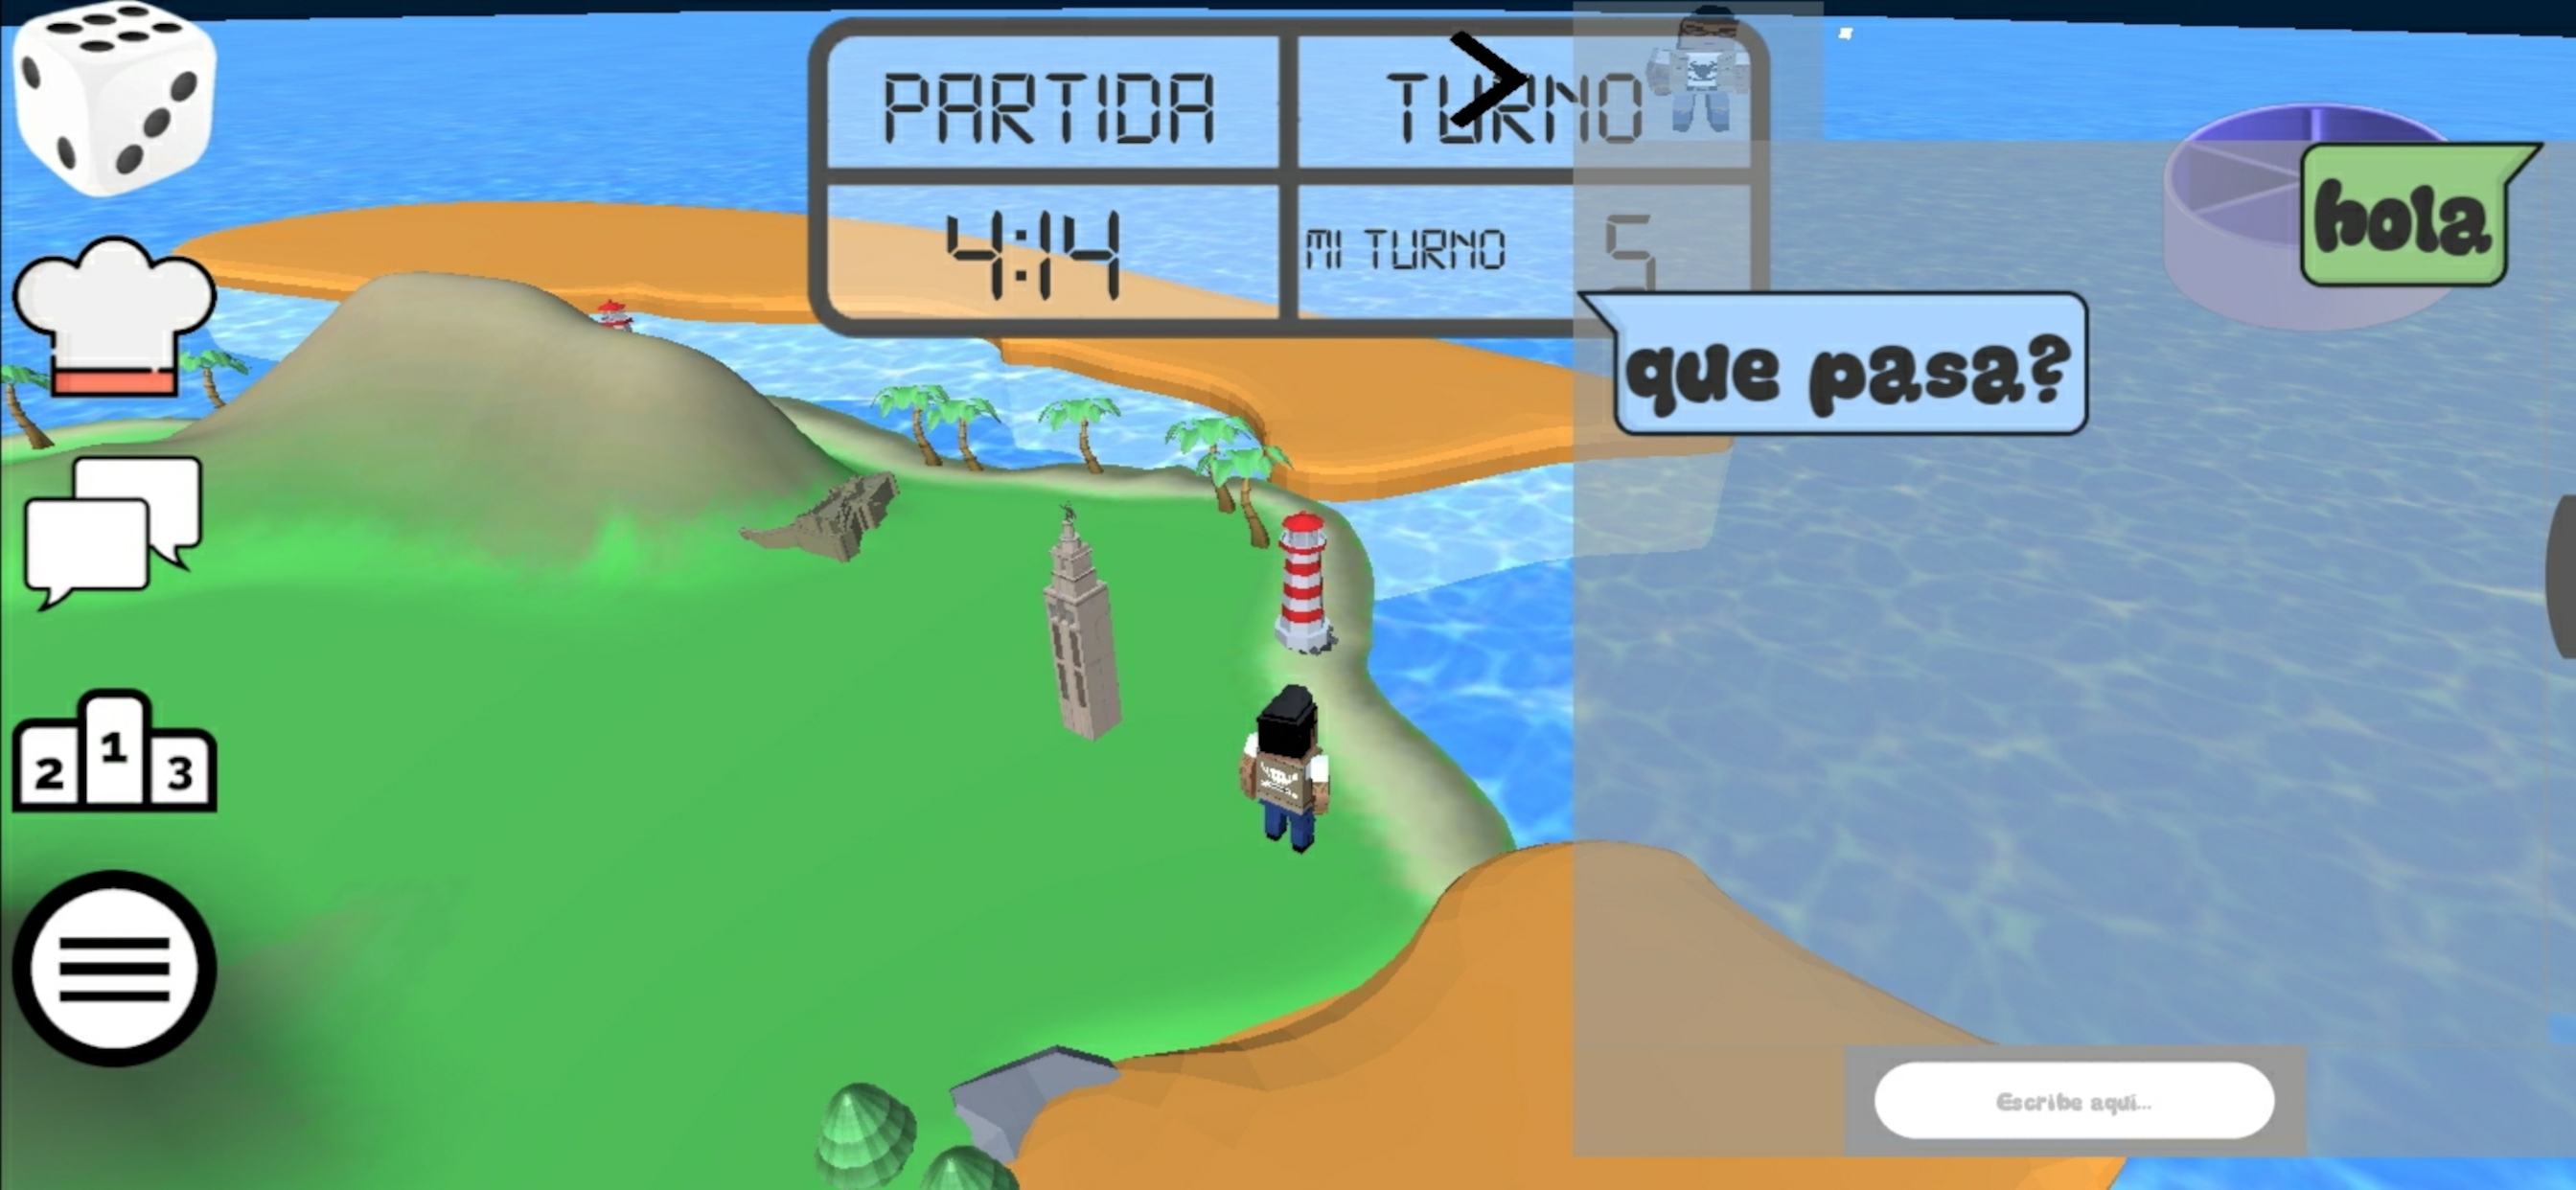 PARTIDA
TURNO
4:14
MI TURNO
5
hola
que pasa?
2 1 3
Escribe aquí...